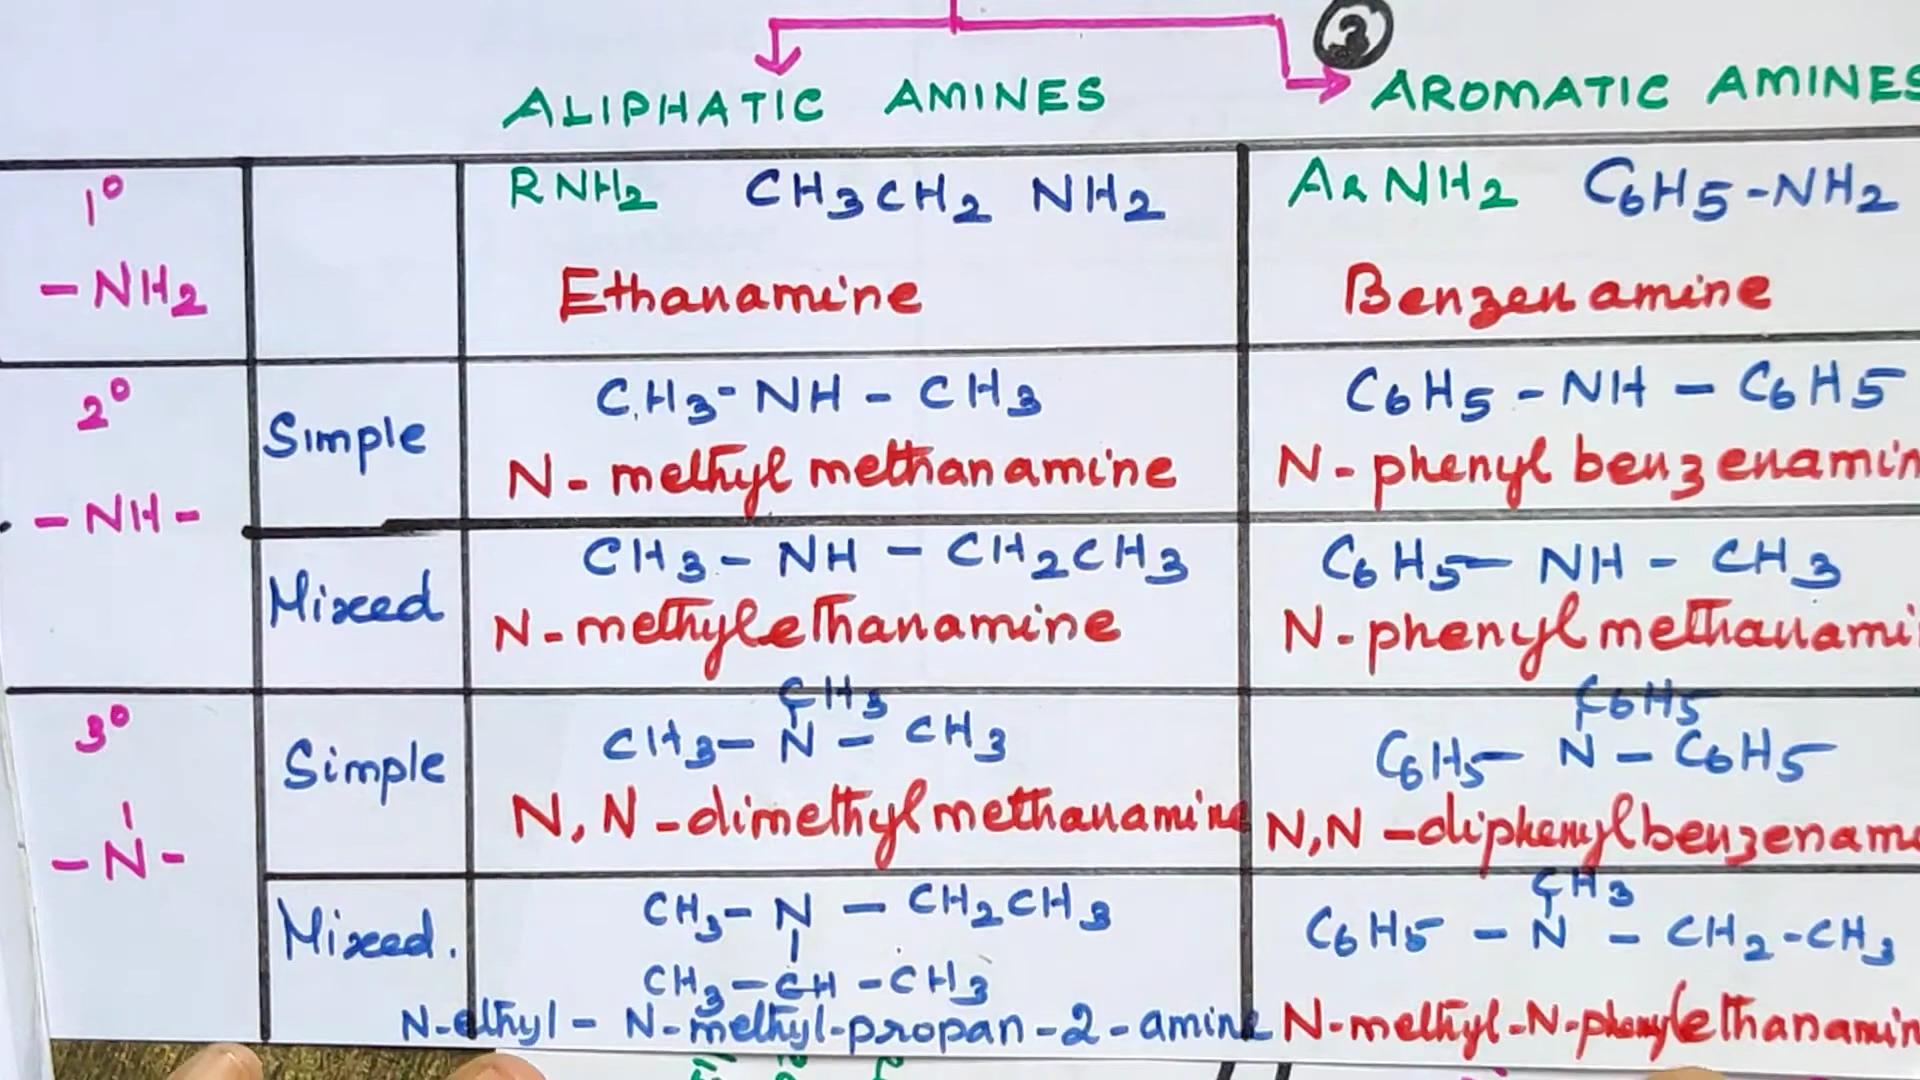 3
ALIPHATIC AMINES
AROMATIC AMINES
1°
-NH2
RNH2 CH3CH2 NH2
Ethanamine
ArNH2 C6H5-NH2
Benzenamine
2°
-NH-
Simple
CH3-NH-CH3
N-methyl methanamine
C6H5-NH-C6H5
N-phenyl benzenamin
Mixed
CH3-NH-CH2CH3
N-methylethanamine
C6H5-NH-CH3
N-phenylmethanami
3°
-N-
Simple
CH3
CH3-N-CH3
N,N-dimethylmethanamine
C6H5
C6H5-N-C6H5
N,N-diphenylbenzenam
Mixed.
CH3-N-CH2CH3
CH3-CH-CH3
N-ethyl-N-methyl-propan-2-amine
CH3
C6H5-N-CH2-CH3
N-methyl-N-phenylethanamin